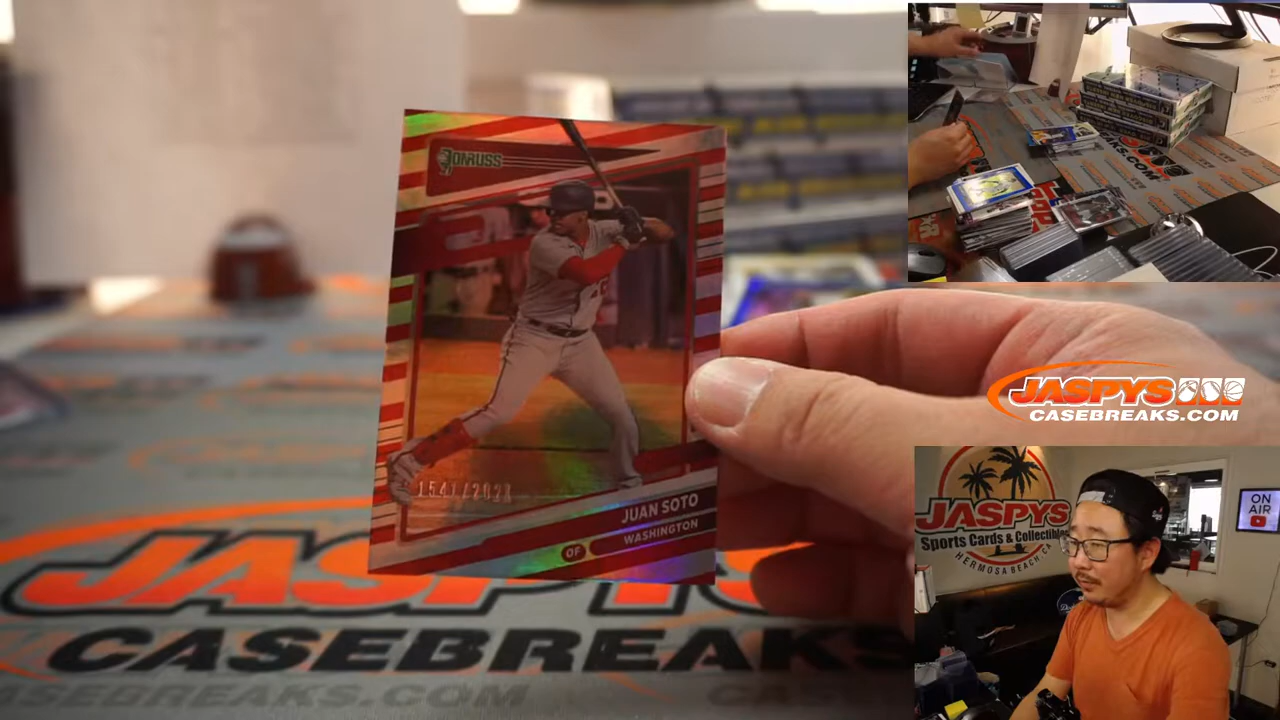 DONRUSS
1541/2021
JUAN SOTO
WASHINGTON
OF
JASPYS
CASEBREAKS
CASEBREAKS.COM
JASPYS
CASEBREAKS.COM
JASPYS
Sports Cards & Collectibles
HERMOSA BEACH, CA
ON
AIR